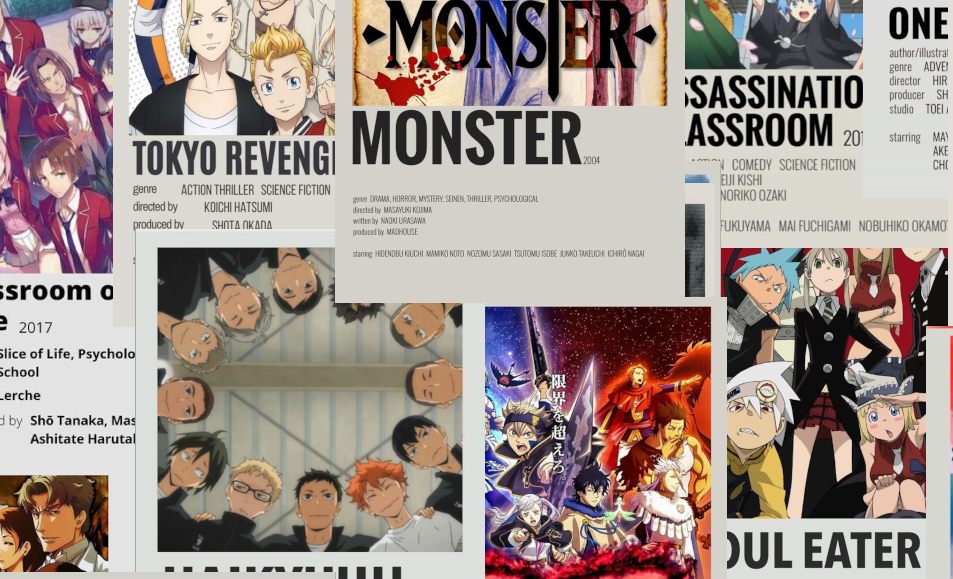 ssroom o
e 2017
Slice of Life, Psycholo
School
Lerche
d by Shō Tanaka, Mas
Ashitate Harutal
TOKYO REVENG
genre ACTION THRILLER SCIENCE FICTION
directed by KOICHI HATSUMI
produced by SHOTA OKADA
MONSTER
MONSTER 2004
genre DRAMA, HORROR, MYSTERY, SEINEN, THRILLER, PSYCHOLOGICAL
directed by MASAYUKI KOJIMA
written by NAOKI URASAWA
produced by MADHOUSE
starring HIDENOBU KIUCHI MAMIKO NOTO NOZOMU SASAKI TSUTOMU ISOBE JUNKO TAKEUCHI ICHIRŌ NAGAI
限界を超えろ。
SSASSINATIO
LASSROOM 201
ACTION COMEDY SCIENCE FICTION
EIJI KISHI
NORIKO OZAKI
FUKUYAMA MAI FUCHIGAMI NOBUHIKO OKAMOT
ONE
author/illustrat
genre ADVEN
director HIR
producer SH
studio TOEI A
starring MAY
AKE
CHO
OUL EATER